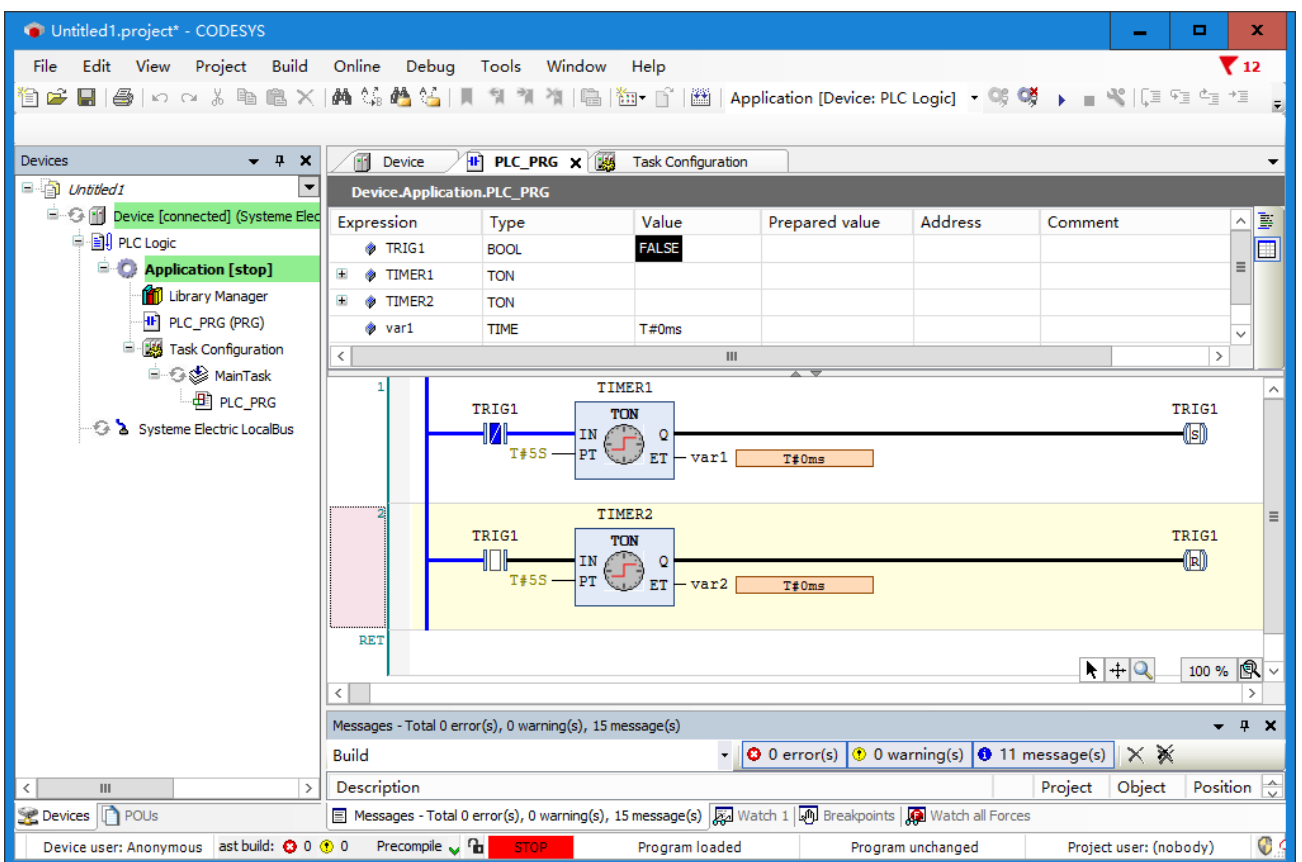 Untitled1.project* - CODESYS
File Edit View Project Build Online Debug Tools Window Help
12
Application [Device: PLC Logic]
Devices
Device PLC_PRG Task Configuration
Untitled1
Device.Application.PLC_PRG
Device [connected] (Systeme Elec
Expression Type Value Prepared value Address Comment
PLC Logic
TRIG1 BOOL FALSE
Application [stop]
TIMER1 TON
Library Manager
TIMER2 TON
PLC_PRG (PRG)
var1 TIME T#0ms
Task Configuration
MainTask
PLC_PRG
Systeme Electric LocalBus
1
TIMER1
TRIG1 TON TRIG1
IN Q S
T#5S PT ET var1 T#0ms
2
TIMER2
TRIG1 TON TRIG1
IN Q R
T#5S PT ET var2 T#0ms
RET
100 %
Messages - Total 0 error(s), 0 warning(s), 15 message(s)
Build 0 error(s) 0 warning(s) 11 message(s)
Description Project Object Position
Devices POUs
Messages - Total 0 error(s), 0 warning(s), 15 message(s) Watch 1 Breakpoints Watch all Forces
Device user: Anonymous ast build: 0 0 Precompile STOP Program loaded Program unchanged Project user: (nobody)